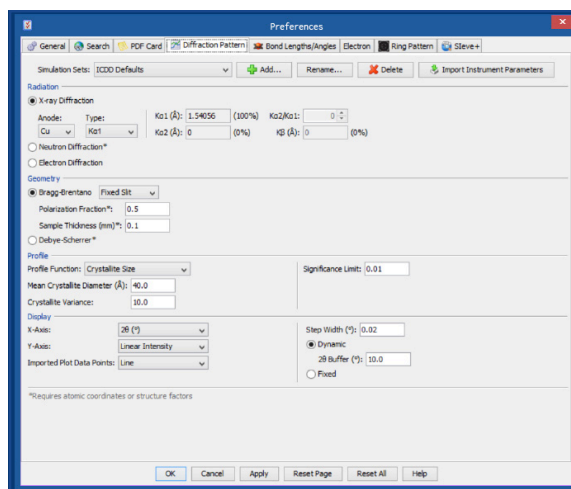 Preferences
General Search PDF Card Diffraction Pattern Bond Lengths/Angles Electron Ring Pattern SIeve+
Simulation Sets: ICDD Defaults Add... Rename... Delete Import Instrument Parameters
Radiation
X-ray Diffraction
Anode: Type: Kα1 (Å): 1.54056 (100%) Kα2/Kα1: 0
Cu Kα1 Kα2 (Å): 0 (0%) Kβ (Å): 0 (0%)
Neutron Diffraction*
Electron Diffraction
Geometry
Bragg-Brentano Fixed Slit
Polarization Fraction*: 0.5
Sample Thickness (mm)*: 0.1
Debye-Scherrer*
Profile
Profile Function: Crystallite Size Significance Limit: 0.01
Mean Crystallite Diameter (Å): 40.0
Crystallite Variance: 10.0
Display
X-Axis: 2θ (°) Step Width (°): 0.02
Y-Axis: Linear Intensity Dynamic
Imported Plot Data Points: Line 2θ Buffer (°): 10.0
Fixed
*Requires atomic coordinates or structure factors
OK Cancel Apply Reset Page Reset All Help